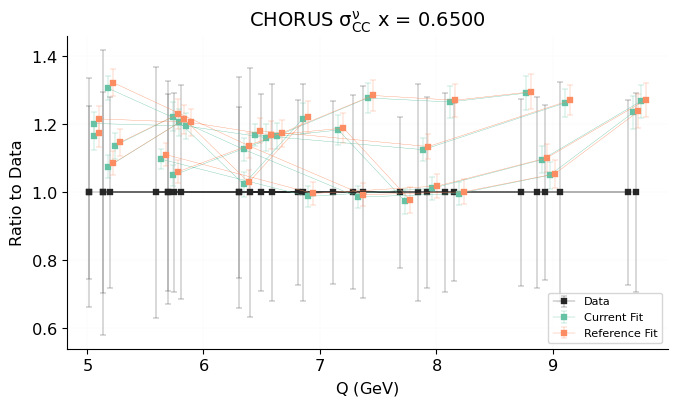 CHORUS σ^ν_CC x = 0.6500
Ratio to Data
1.4
1.2
1.0
0.8
0.6
5 6 7 8 9
Q (GeV)
Data
Current Fit
Reference Fit